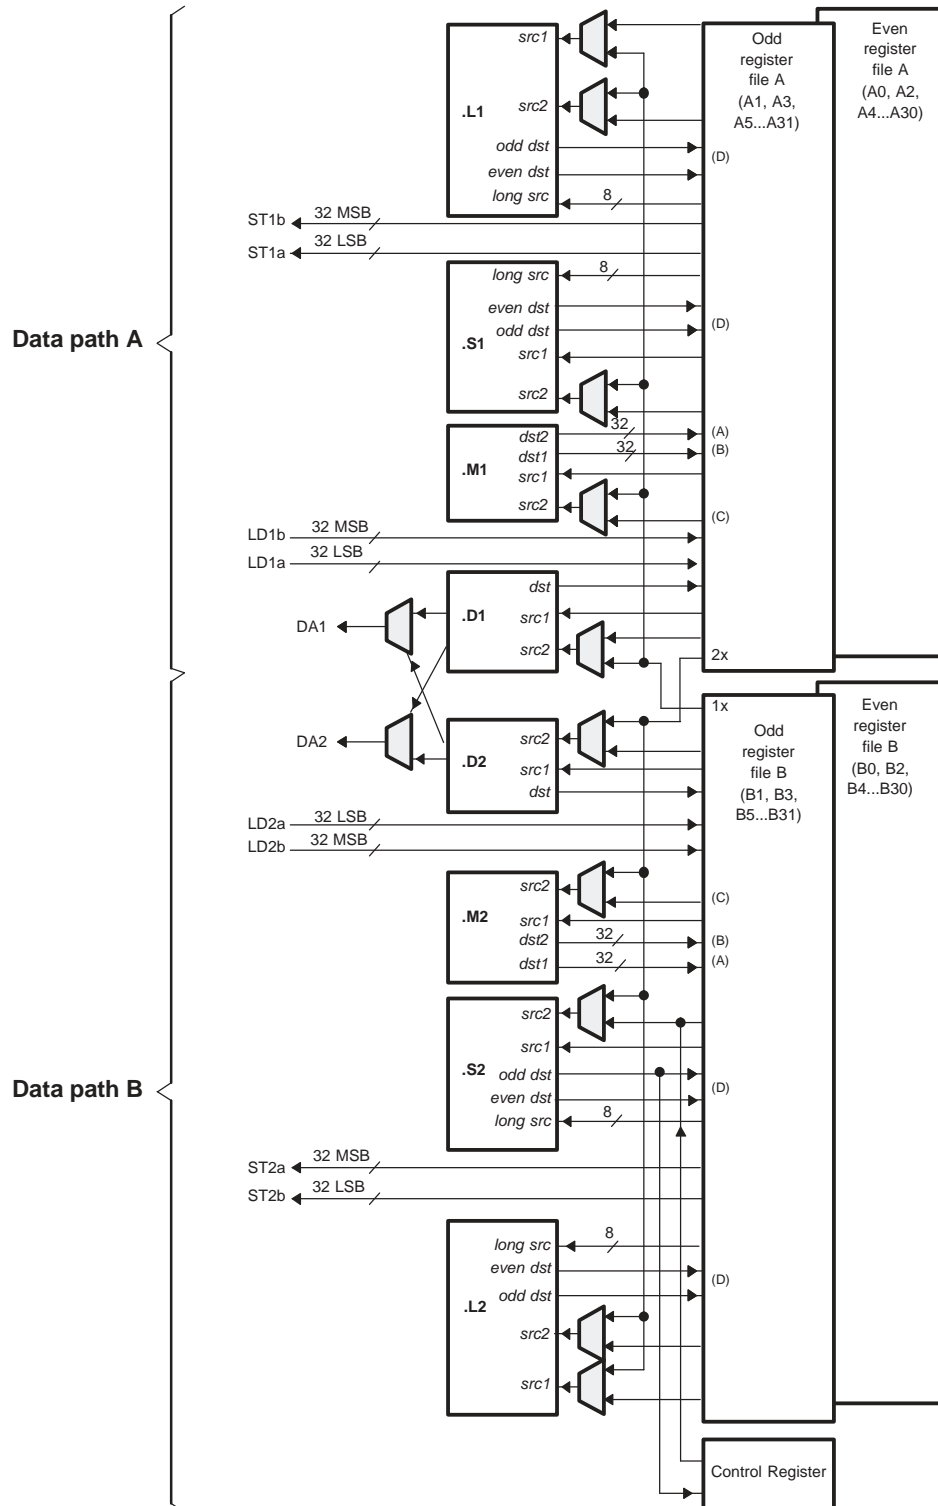 Odd
register
file A
(A1, A3,
A5...A31)
Even
register
file A
(A0, A2,
A4...A30)
.L1
src1
src2
odd dst
(D)
even dst
long src
8
ST1b
32 MSB
ST1a
32 LSB
long src
8
even dst
odd dst
(D)
.S1
src1
src2
Data path A
dst2
32
(A)
dst1
32
(B)
.M1
src1
src2
(C)
LD1b
32 MSB
LD1a
32 LSB
dst
.D1
src1
src2
DA1
2x
1x
Odd
register
file B
(B1, B3,
B5...B31)
Even
register
file B
(B0, B2,
B4...B30)
DA2
src2
.D2
src1
dst
LD2a
32 LSB
LD2b
32 MSB
src2
(C)
.M2
src1
dst2
32
(B)
dst1
32
(A)
src2
src1
.S2
odd dst
(D)
even dst
long src
8
Data path B
ST2a
32 MSB
ST2b
32 LSB
long src
8
even dst
(D)
odd dst
.L2
src2
src1
Control Register